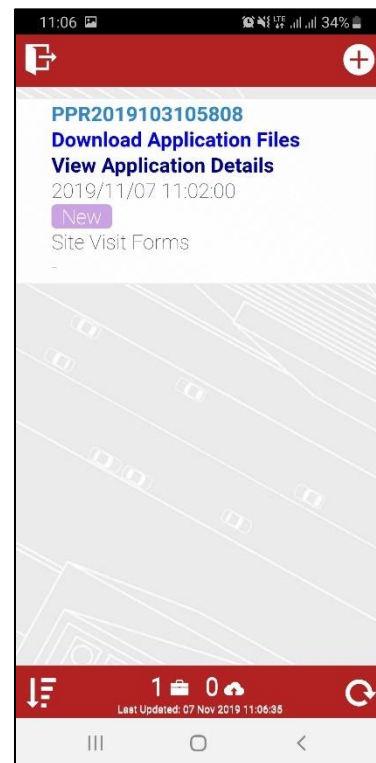 11:06 LTE 34%
PPR2019103105808
Download Application Files
View Application Details
2019/11/07 11:02:00
New
Site Visit Forms
-
1 0
Last Updated: 07 Nov 2019 11:06:35